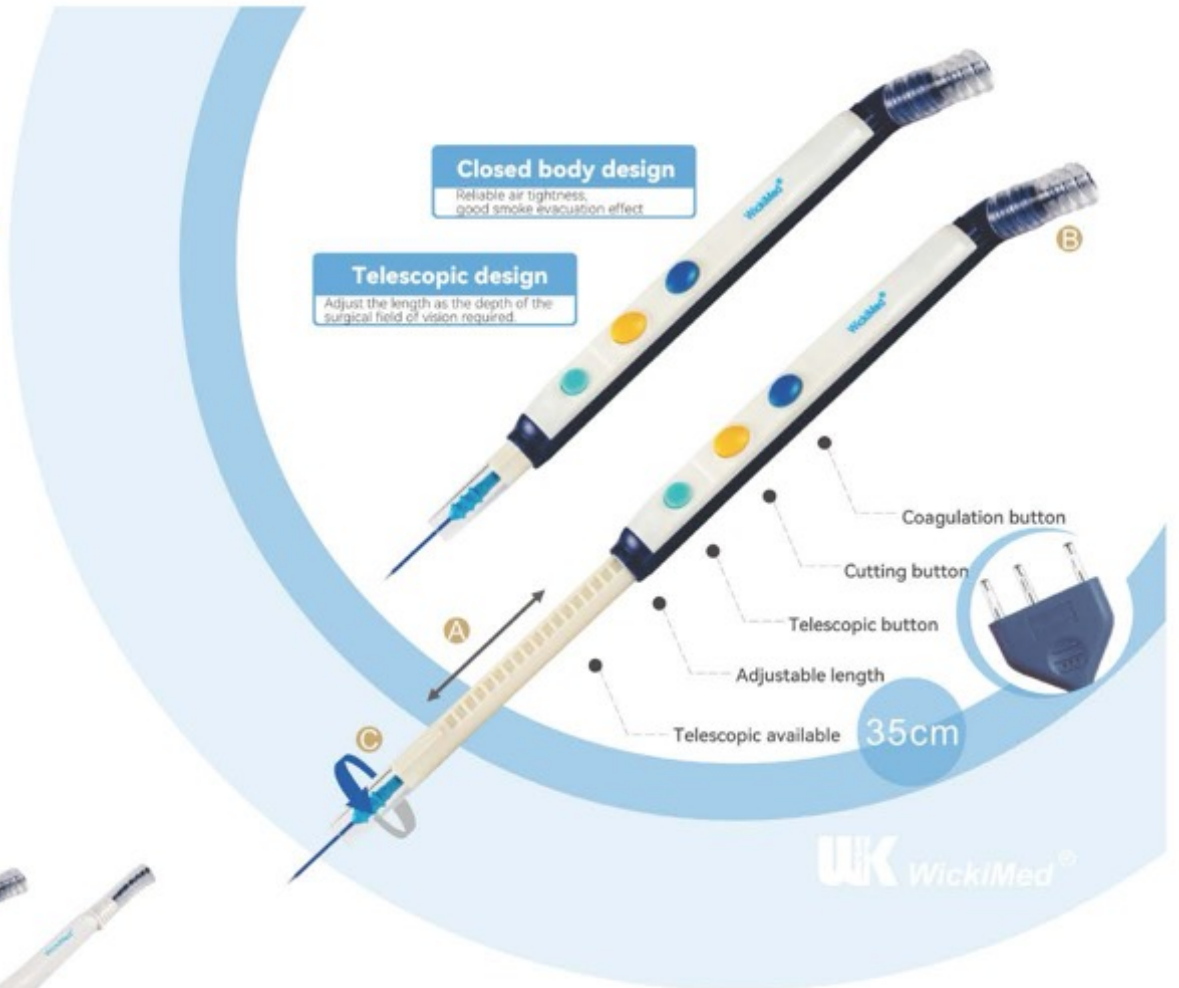 Closed body design
Reliable air tightness,
good smoke evacuation effect
WickiMed®
Telescopic design
Adjust the length as the depth of the
surgical field of vision required.
B
WickiMed®
Coagulation button
Cutting button
Telescopic button
A
Adjustable length
Telescopic available
35cm
C
WK WickiMed®
WickiMed®